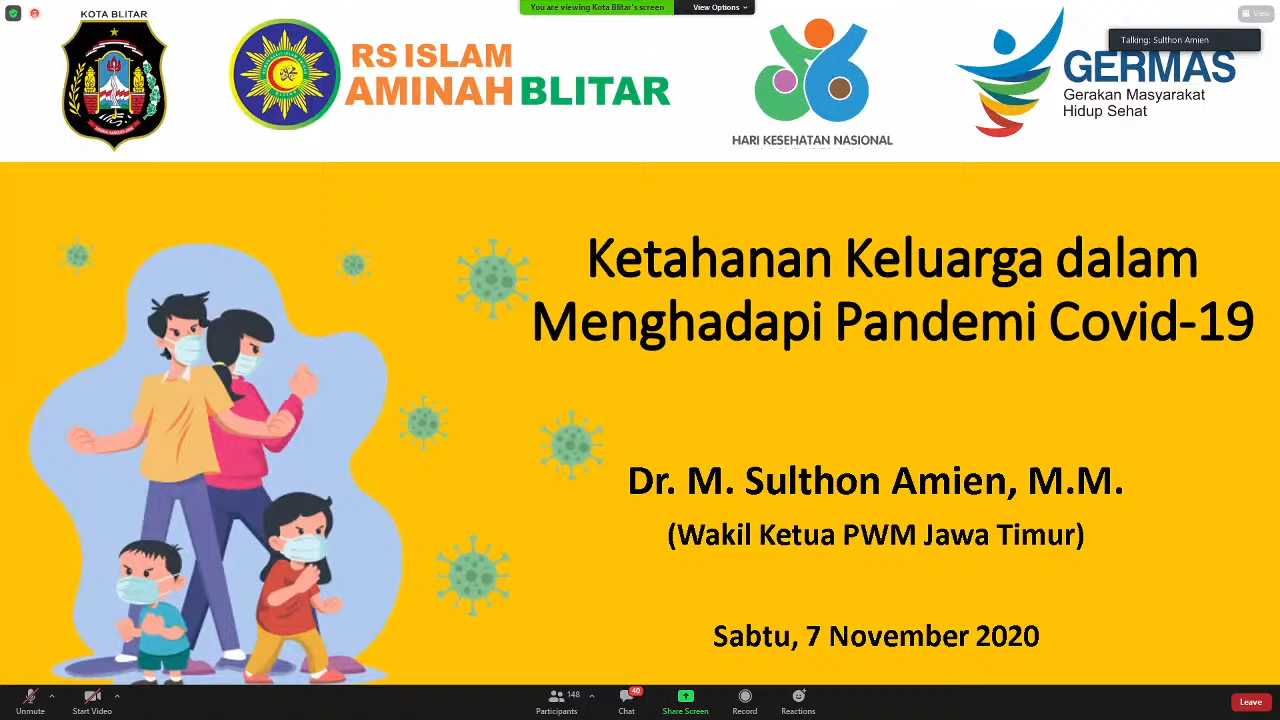 You are viewing Kota Blitar's screen
View Options
View
Talking: Sulthon Amien
KOTA BLITAR
RS ISLAM
AMINAH BLITAR
HARI KESEHATAN NASIONAL
GERMAS
Gerakan Masyarakat
Hidup Sehat
Ketahanan Keluarga dalam
Menghadapi Pandemi Covid-19
Dr. M. Sulthon Amien, M.M.
(Wakil Ketua PWM Jawa Timur)
Sabtu, 7 November 2020
Unmute
Start Video
148
Participants
40
Chat
Share Screen
Record
Reactions
Leave